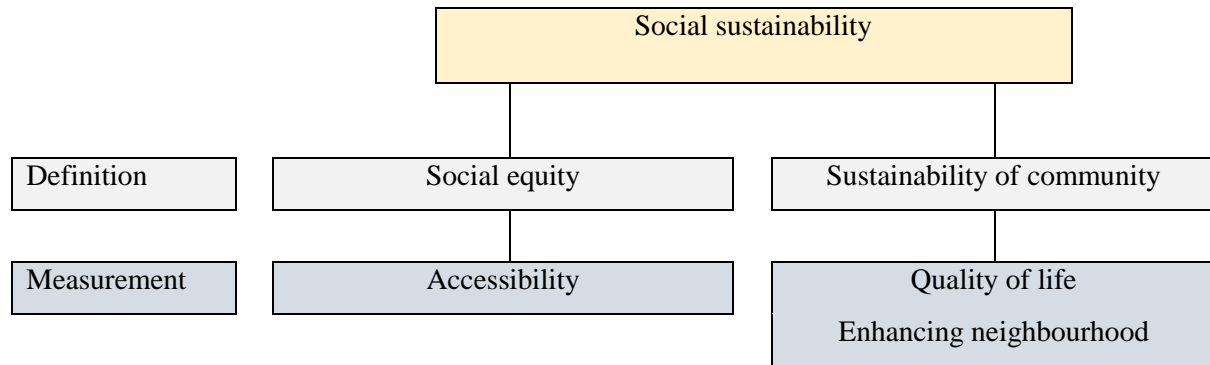 Social sustainability
Definition
Social equity
Sustainability of community
Measurement
Accessibility
Quality of life
Enhancing neighbourhood